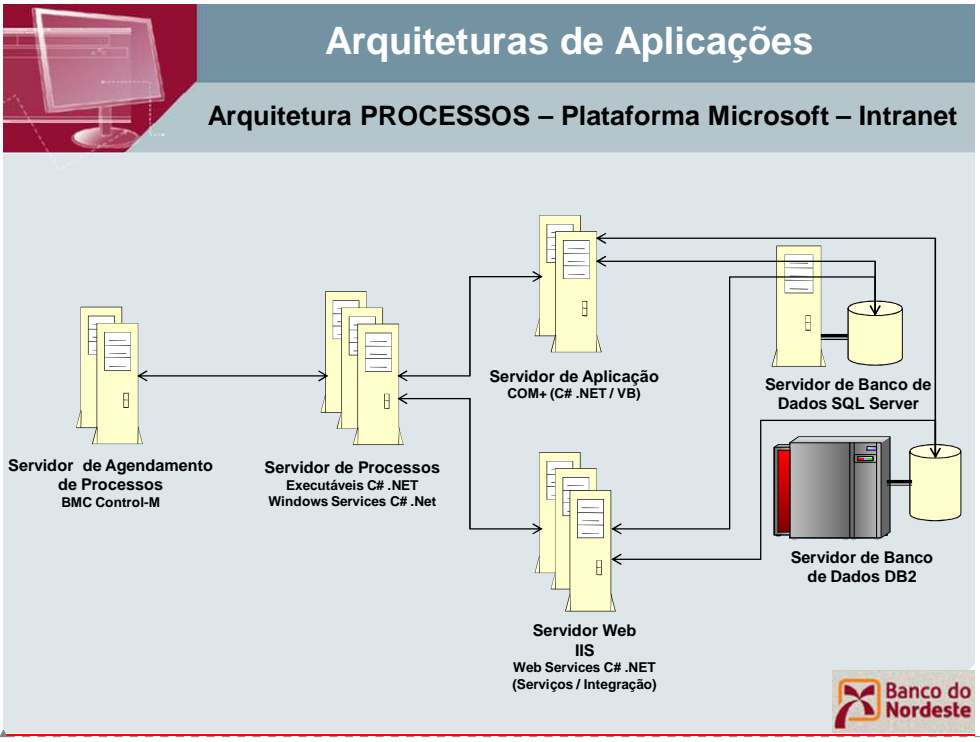 Arquiteturas de Aplicações
Arquitetura PROCESSOS – Plataforma Microsoft – Intranet
Servidor de Aplicação
COM+ (C# .NET / VB)
Servidor de Banco de
Dados SQL Server
Servidor de Agendamento
de Processos
BMC Control-M
Servidor de Processos
Executáveis C# .NET
Windows Services C# .Net
Servidor de Banco
de Dados DB2
Servidor Web
IIS
Web Services C# .NET
(Serviços / Integração)
Banco do
Nordeste